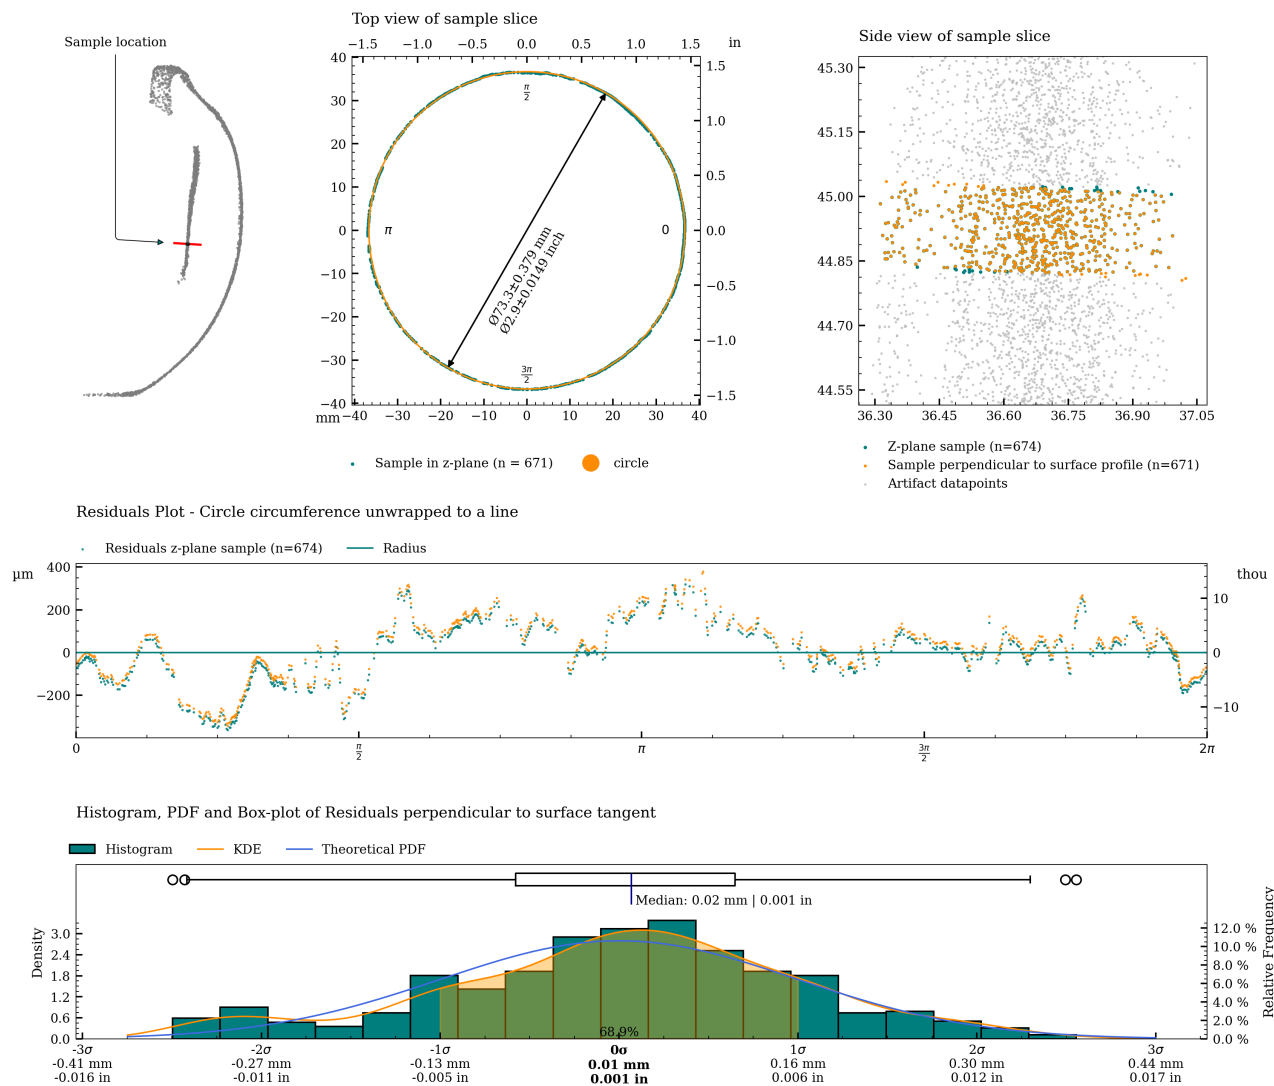 Top view of sample slice
Side view of sample slice
Sample location
−1.5 −1.0 −0.5 0.0 0.5 1.0 1.5 in
40
30
20
10
0
−10
−20
−30
−40
1.5
1.0
0.5
0.0
−0.5
−1.0
−1.5
π/2
π
0
3π/2
Ø73.3±0.379 mm
Ø2.9±0.0149 inch
mm −40 −30 −20 −10 0 10 20 30 40
Sample in z-plane (n = 671) circle
45.30
45.15
45.00
44.85
44.70
44.55
36.30 36.45 36.60 36.75 36.90 37.05
Z-plane sample (n=674)
Sample perpendicular to surface profile (n=671)
Artifact datapoints
Residuals Plot - Circle circumference unwrapped to a line
Residuals z-plane sample (n=674) Radius
µm
400
200
0
−200
thou
10
0
−10
0 π/2 π 3π/2 2π
Histogram, PDF and Box-plot of Residuals perpendicular to surface tangent
Histogram KDE Theoretical PDF
Median: 0.02 mm | 0.001 in
Density
3.0
2.4
1.8
1.2
0.6
0.0
Relative Frequency
12.0 %
10.0 %
8.0 %
6.0 %
4.0 %
2.0 %
0.0 %
68.9%
-3σ -2σ -1σ 0σ 1σ 2σ 3σ
-0.41 mm -0.27 mm -0.13 mm 0.01 mm 0.16 mm 0.30 mm 0.44 mm
-0.016 in -0.011 in -0.005 in 0.001 in 0.006 in 0.012 in 0.017 in